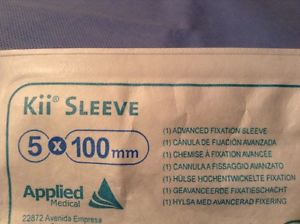 Kii® SLEEVE
5 x 100mm
(1) ADVANCED FIXATION SLEEVE
(1) CÁNULA DE FIJACIÓN AVANZADA
(1) CHEMISE À FIXATION AVANCÉE
(1) CANNULA A FISSAGGIO AVANZATO
(1) HÜLSE HOCHENTWICKELTE FIXATION
(1) GEAVANCEERDE FIXATIESCHACHT
(1) HYLSA MED AVANCERAD FIXERING
Applied
Medical
22872 Avenida Empresa